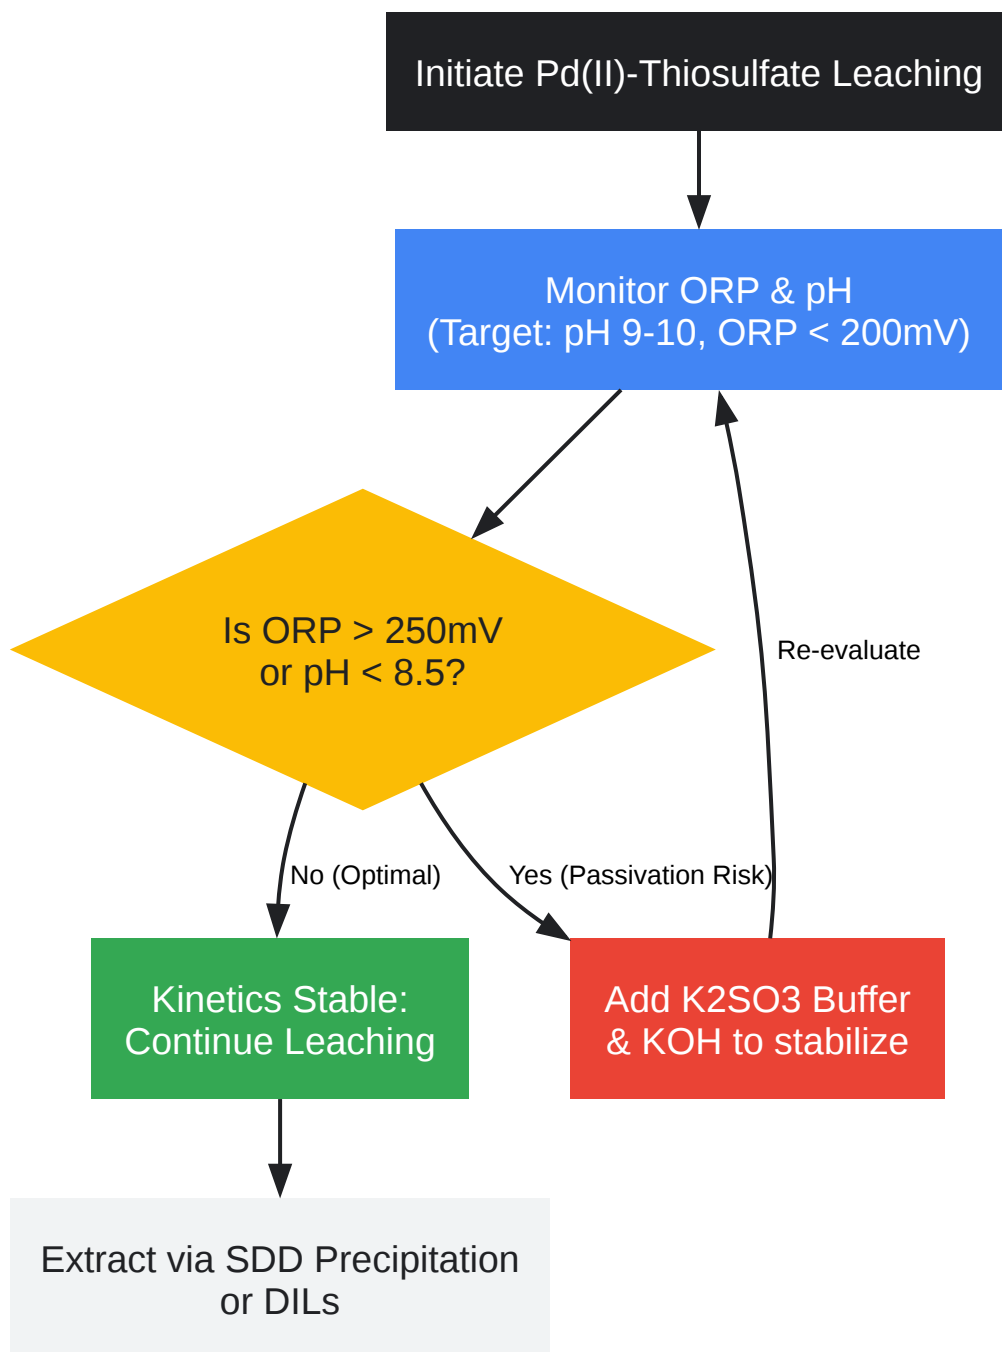 Initiate Pd(II)-Thiosulfate Leaching
Monitor ORP & pH
(Target: pH 9-10, ORP < 200mV)
Is ORP > 250mV
or pH < 8.5?
Re-evaluate
No (Optimal)
Yes (Passivation Risk)
Kinetics Stable:
Continue Leaching
Add K2SO3 Buffer
& KOH to stabilize
Extract via SDD Precipitation
or DILs